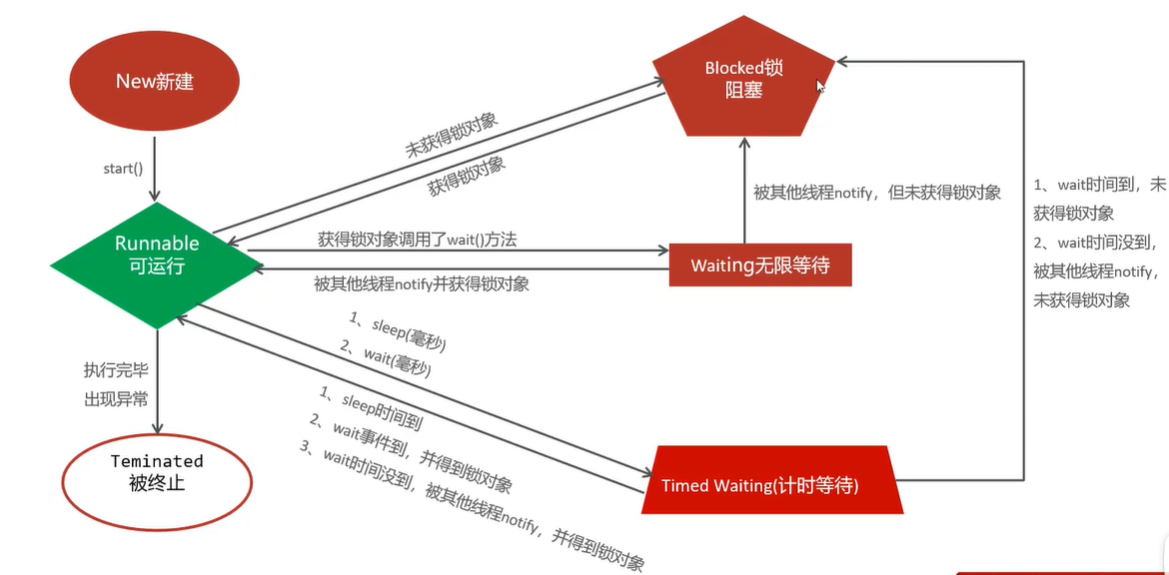 New新建
Blocked锁
阻塞
未获得锁对象
获得锁对象
start()
被其他线程notify，但未获得锁对象
1、wait时间到，未
获得锁对象
2、wait时间没到，
被其他线程notify，
未获得锁对象
Runnable
可运行
获得锁对象调用了wait()方法
Waiting无限等待
被其他线程notify并获得锁对象
1、sleep(毫秒)
2、wait(毫秒)
执行完毕
出现异常
1、sleep时间到
2、wait事件到，并得到锁对象
3、wait时间没到，被其他线程notify，并得到锁对象
Teminated
被终止
Timed Waiting(计时等待)